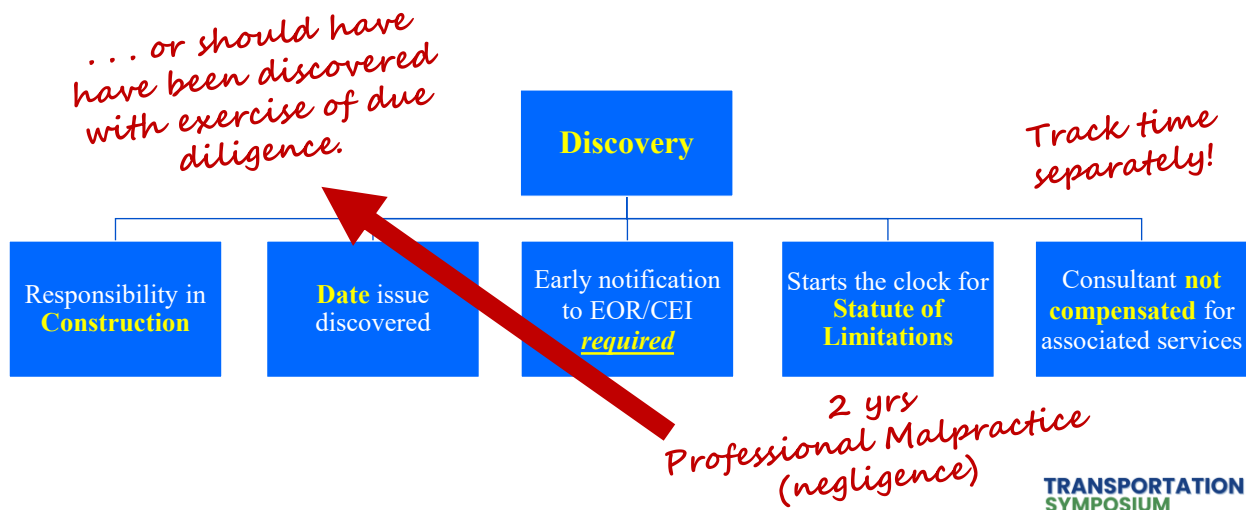 . . . or should have
have been discovered
with exercise of due
diligence.
Discovery
Track time
separately!
Responsibility in
Construction
Date issue
discovered
Early notification
to EOR/CEI
required
Starts the clock for
Statute of
Limitations
Consultant not
compensated for
associated services
2 yrs
Professional Malpractice
(negligence)
TRANSPORTATION
SYMPOSIUM